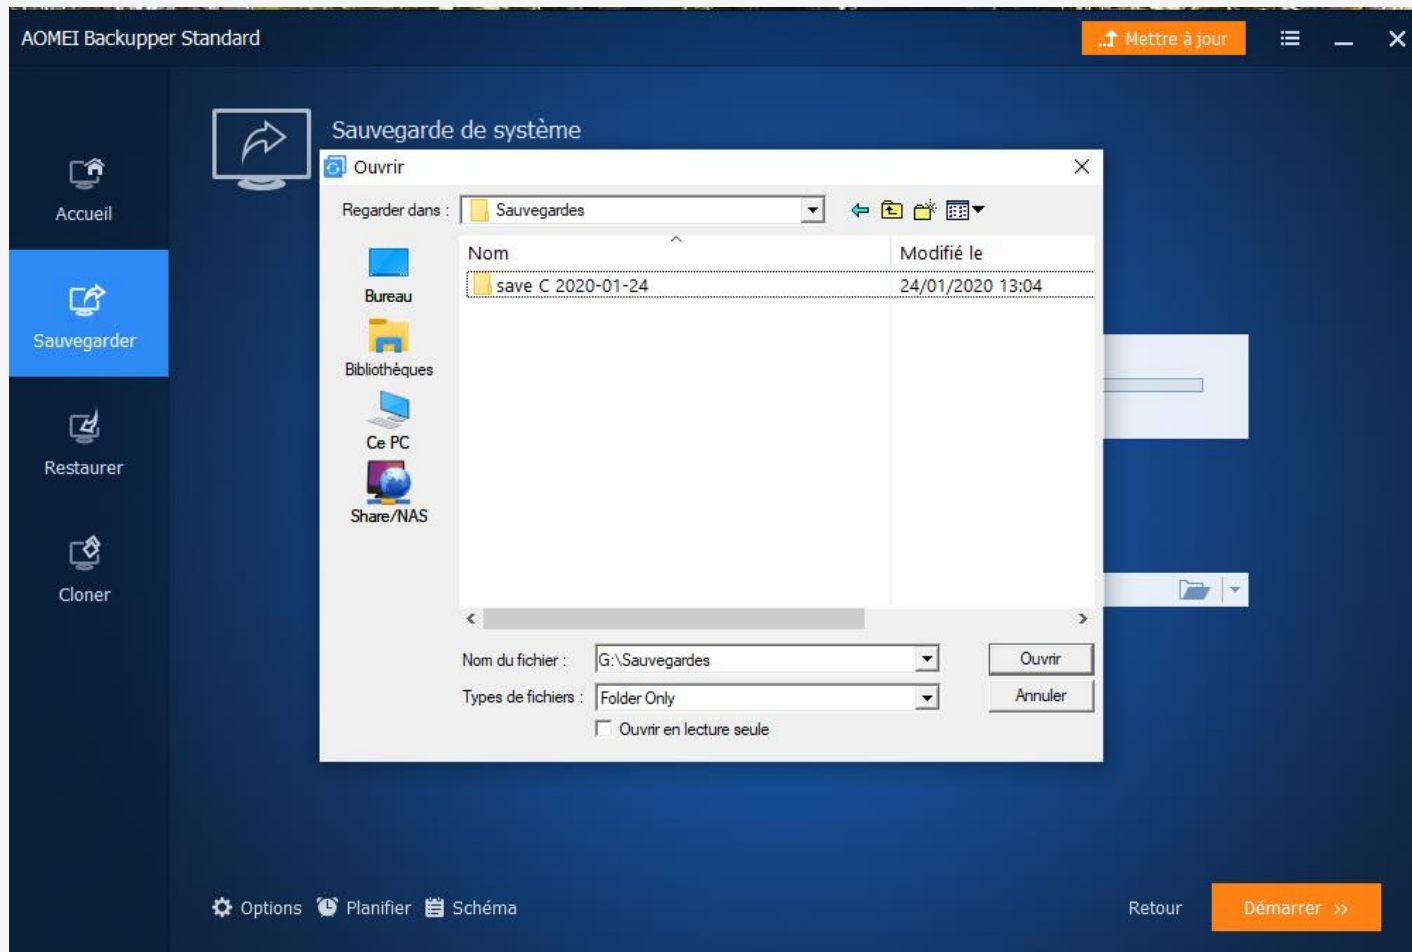 AOMEI Backupper Standard
Mettre à jour
Sauvegarde de système
Accueil
Sauvegarder
Restaurer
Cloner
Ouvrir
Regarder dans : Sauvegardes
Bureau
Bibliothèques
Ce PC
Share/NAS
Nom Modifié le
save C 2020-01-24 24/01/2020 13:04
Nom du fichier : G:\Sauvegardes Ouvrir
Types de fichiers : Folder Only Annuler
Ouvrir en lecture seule
Options Planifier Schéma Retour Démarrer >>